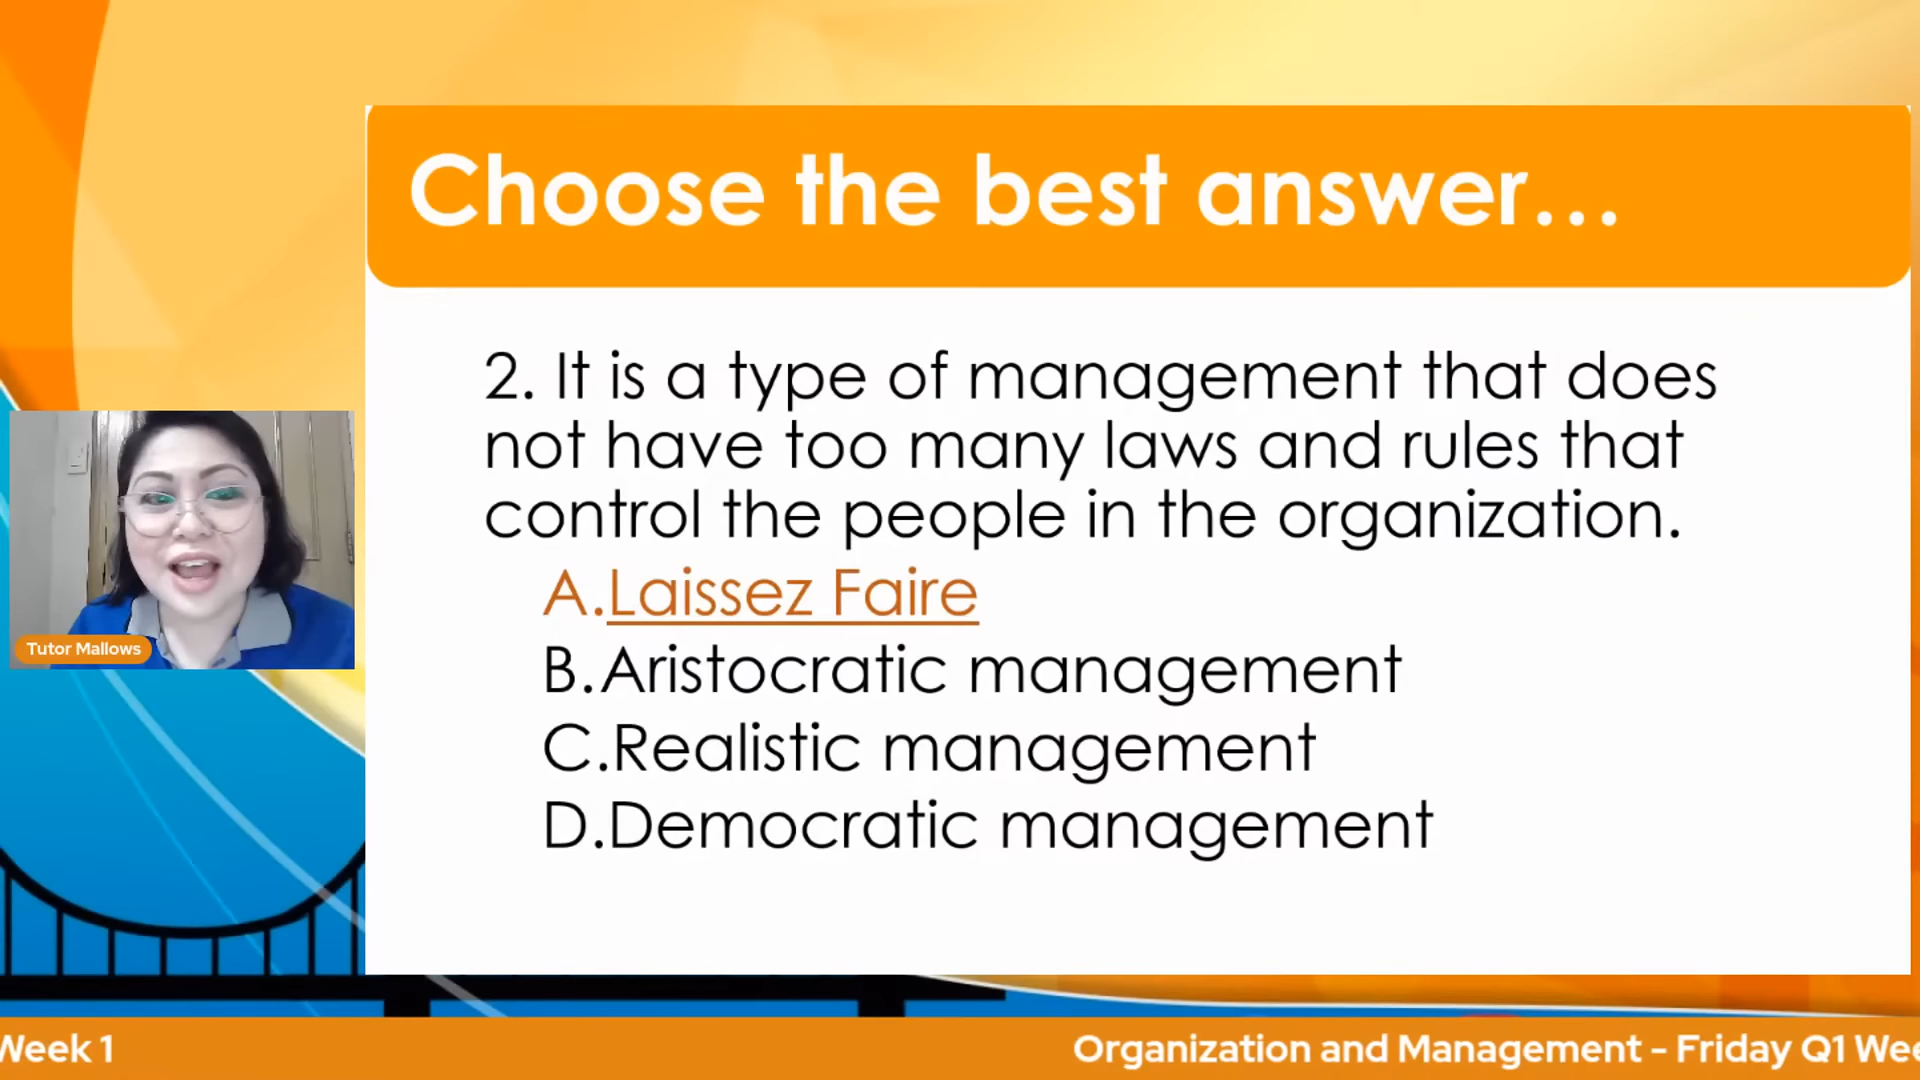 Choose the best answer...
2. It is a type of management that does
not have too many laws and rules that
control the people in the organization.
A.Laissez Faire
B.Aristocratic management
C.Realistic management
D.Democratic management
Tutor Mallows
Week 1
Organization and Management - Friday Q1